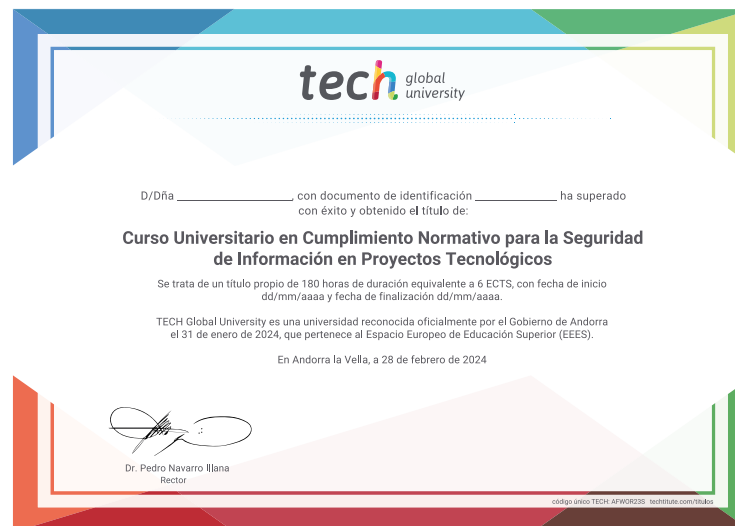 tech global university
D/Dña ____________________, con documento de identificación ______________ ha superado
con éxito y obtenido el título de:
Curso Universitario en Cumplimiento Normativo para la Seguridad
de Información en Proyectos Tecnológicos
Se trata de un título propio de 180 horas de duración equivalente a 6 ECTS, con fecha de inicio
dd/mm/aaaa y fecha de finalización dd/mm/aaaa.
TECH Global University es una universidad reconocida oficialmente por el Gobierno de Andorra
el 31 de enero de 2024, que pertenece al Espacio Europeo de Educación Superior (EEES).
En Andorra la Vella, a 28 de febrero de 2024
Dr. Pedro Navarro Illana
Rector
código único TECH: AFWOR23S techtitute.com/titulos